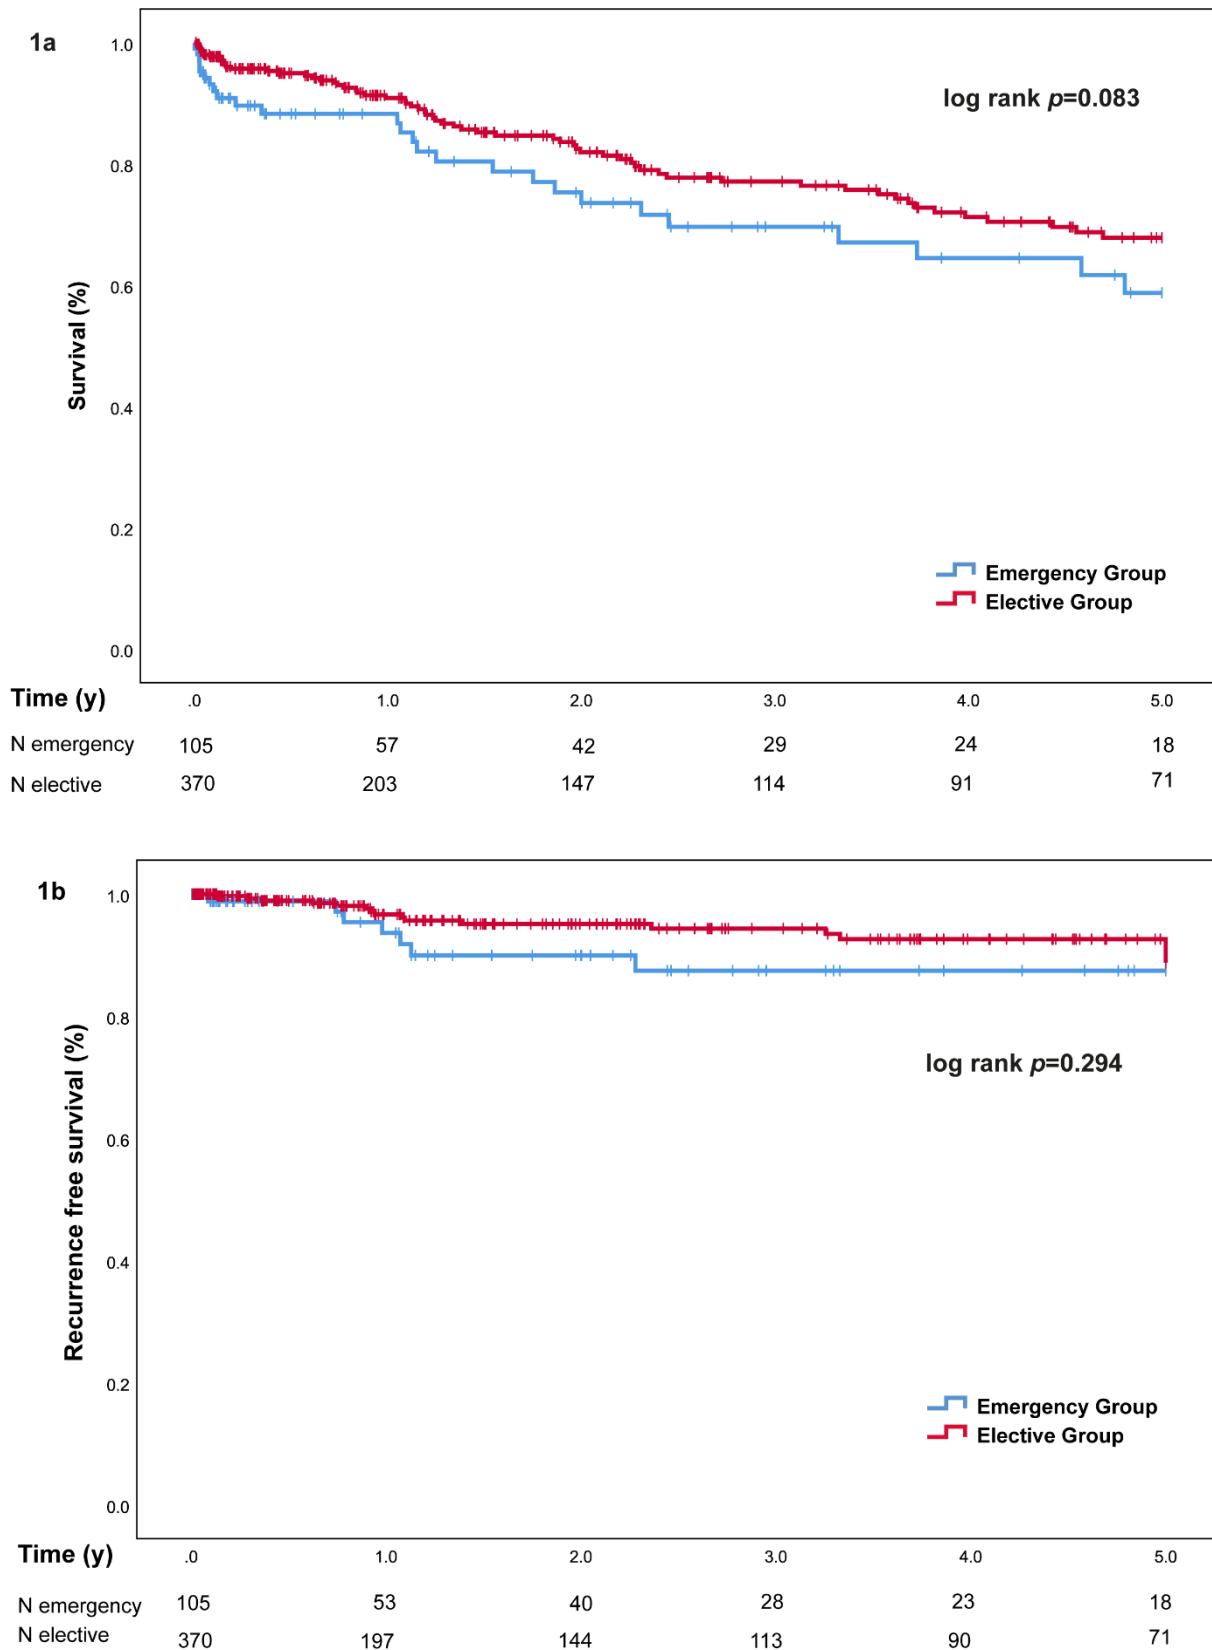 1a
log rank p=0.083
Survival (%)
1.0
0.8
0.6
0.4
0.2
0.0
Emergency Group
Elective Group
Time (y) .0 1.0 2.0 3.0 4.0 5.0
N emergency 105 57 42 29 24 18
N elective 370 203 147 114 91 71
1b
log rank p=0.294
Recurrence free survival (%)
1.0
0.8
0.6
0.4
0.2
0.0
Emergency Group
Elective Group
Time (y) .0 1.0 2.0 3.0 4.0 5.0
N emergency 105 53 40 28 23 18
N elective 370 197 144 113 90 71